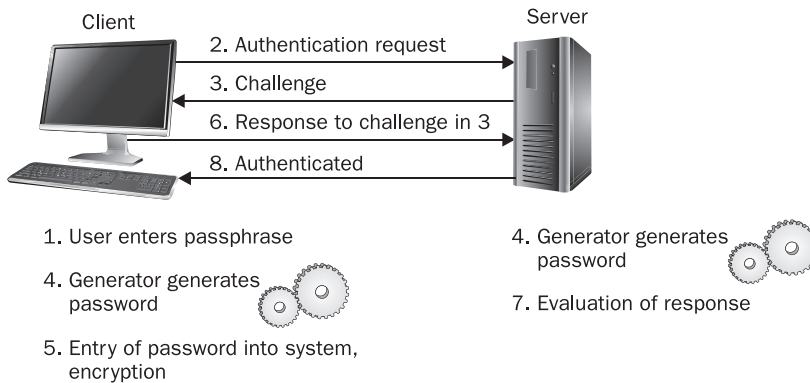 Client
Server
2. Authentication request
3. Challenge
6. Response to challenge in 3
8. Authenticated
1. User enters passphrase
4. Generator generates
password
5. Entry of password into system,
encryption
4. Generator generates
password
7. Evaluation of response